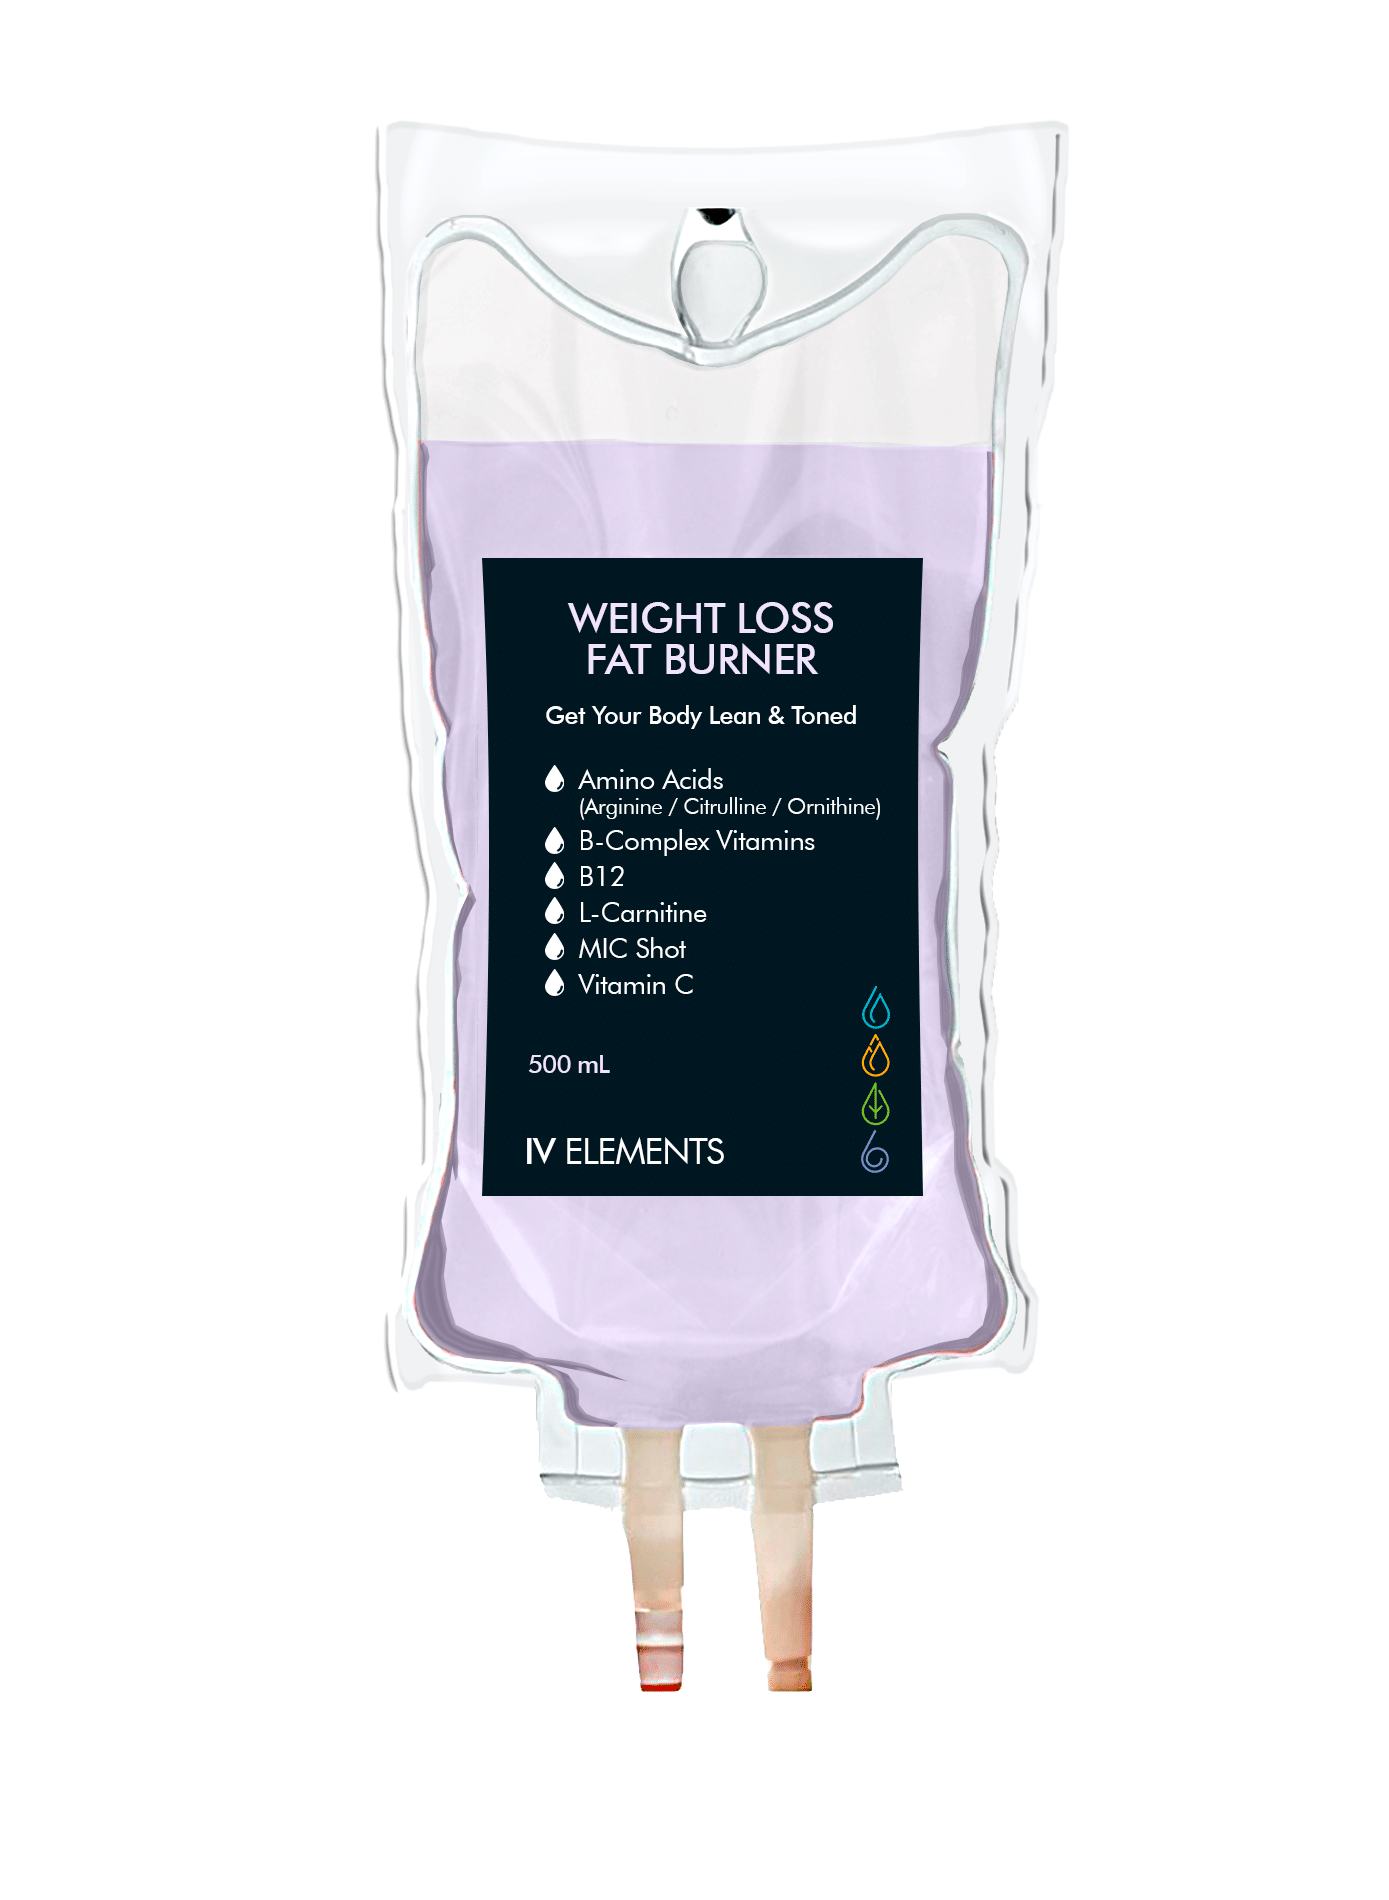 WEIGHT LOSS
FAT BURNER
Get Your Body Lean & Toned
Amino Acids
(Arginine / Citrulline / Ornithine)
B-Complex Vitamins
B12
L-Carnitine
MIC Shot
Vitamin C
500 mL
IV ELEMENTS